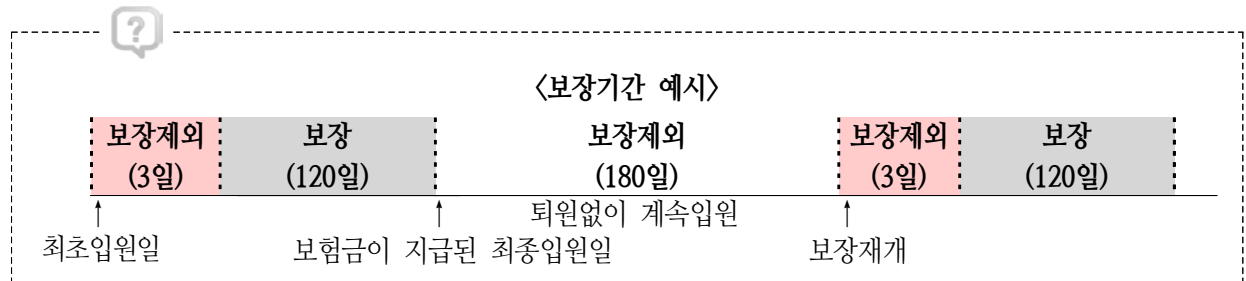 ?
〈보장기간 예시〉
보장제외 보장 보장제외 보장제외 보장
(3일) (120일) (180일) (3일) (120일)
퇴원없이 계속입원
최초입원일 보험금이 지급된 최종입원일 보장재개